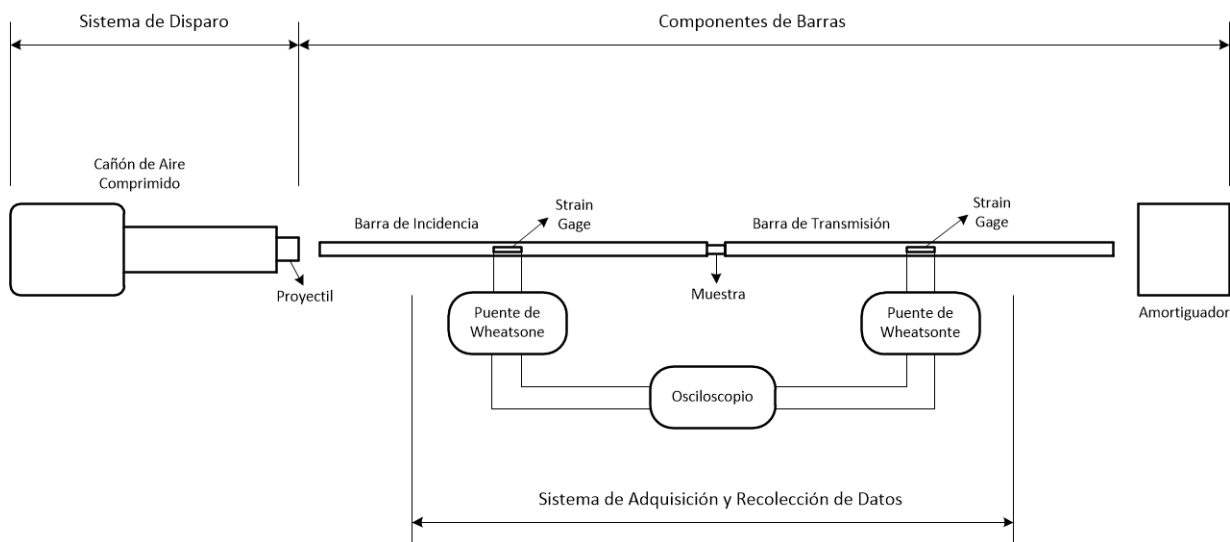 Sistema de Disparo
Componentes de Barras
Cañón de Aire
Comprimido
Barra de Incidencia
Strain
Gage
Barra de Transmisión
Strain
Gage
Proyectil
Muestra
Amortiguador
Puente de
Wheatsone
Puente de
Wheatsonte
Osciloscopio
Sistema de Adquisición y Recolección de Datos